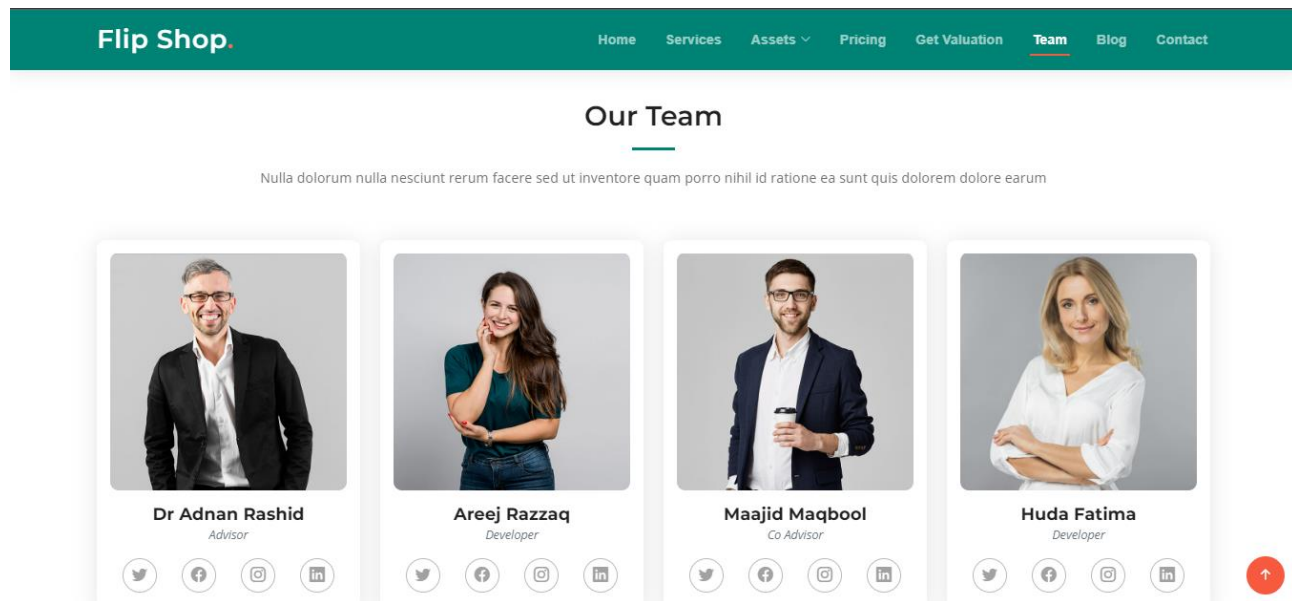 Flip Shop.
Home Services Assets Pricing Get Valuation Team Blog Contact
Our Team
Nulla dolorum nulla nesciunt rerum facere sed ut inventore quam porro nihil id ratione ea sunt quis dolorem dolore earum
Dr Adnan Rashid
Advisor
Areej Razzaq
Developer
Maajid Maqbool
Co Advisor
Huda Fatima
Developer